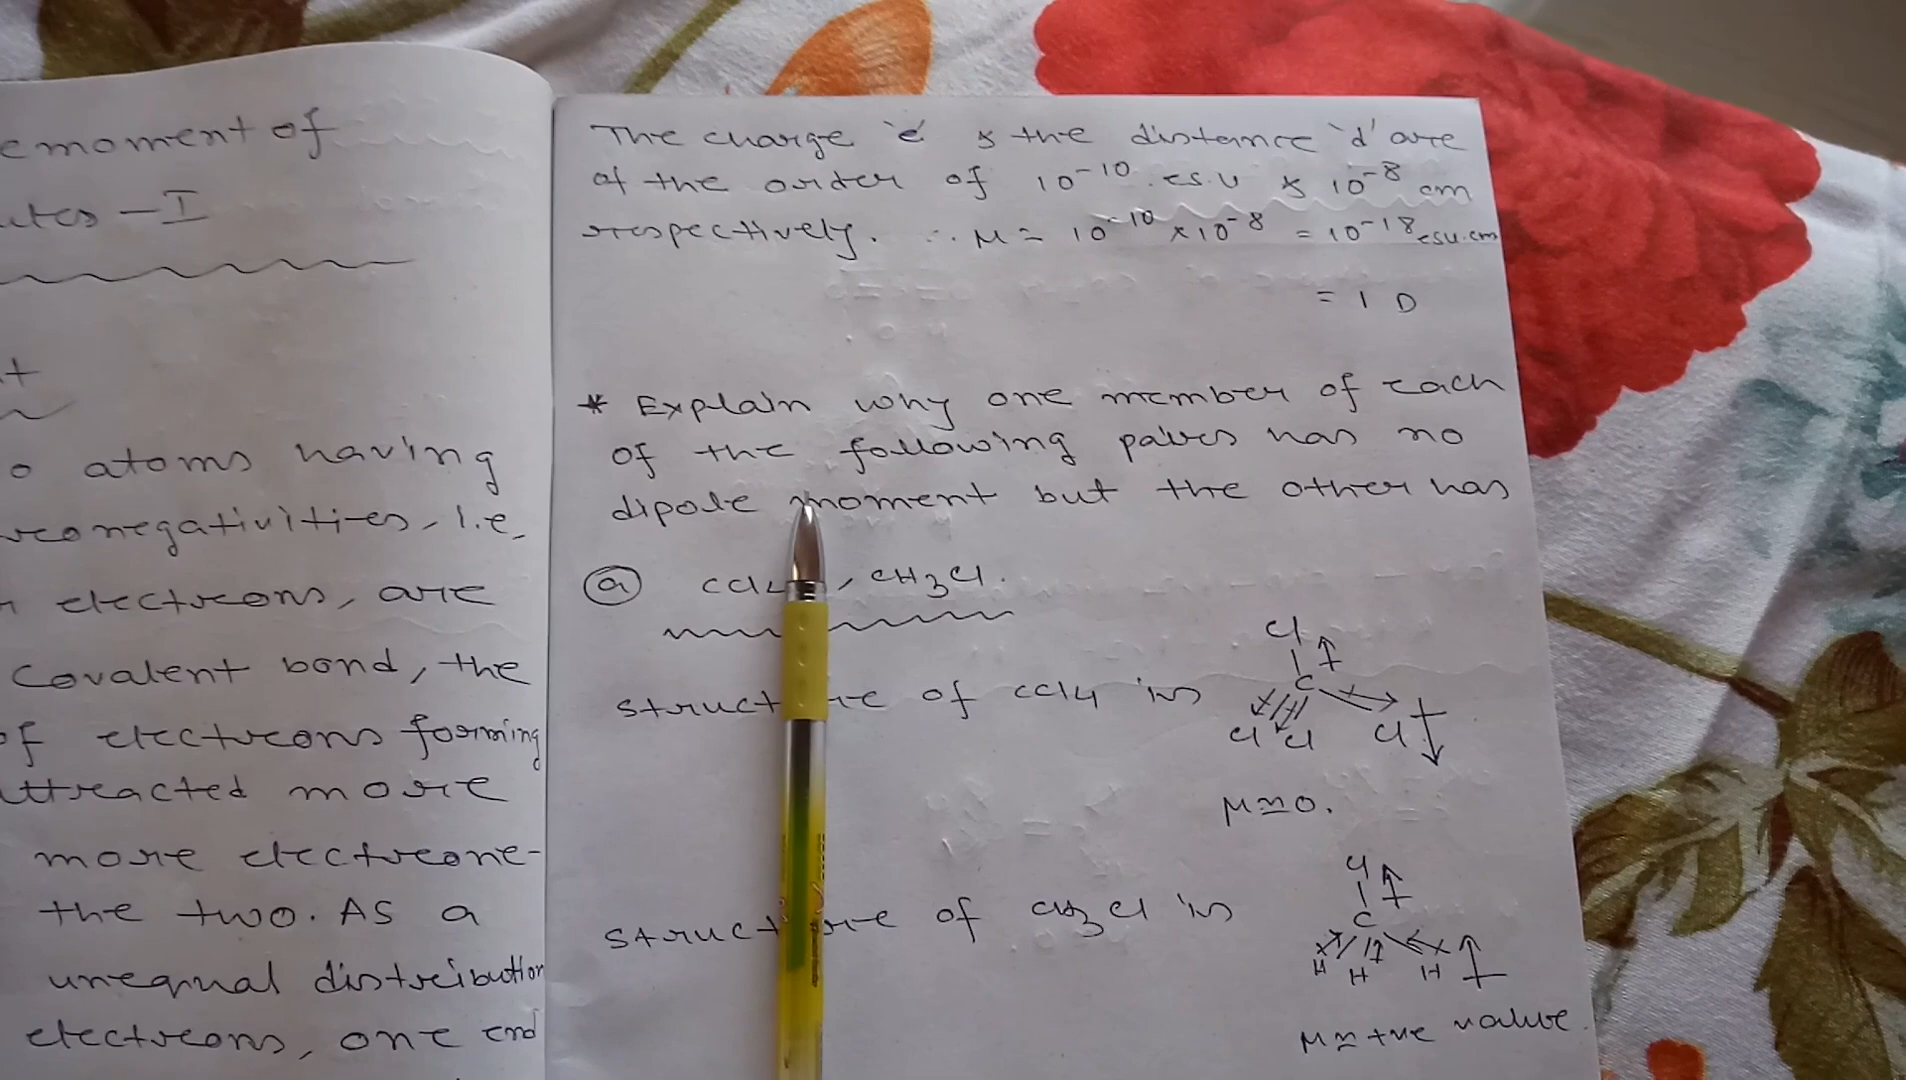 emoment of
utes - I
t
o atoms having
ronegativities, i.e,
electrons, are
covalent bond, the
of electrons forming
attracted more
more electrone-
the two. AS a
unequal distribution
electrons, one end
The charge 'e' & the distance 'd' are
of the order of 10⁻¹⁰ esu & 10⁻⁸ cm
respectively. ∴ μ = 10⁻¹⁰ × 10⁻⁸ = 10⁻¹⁸ esu.cm
= 1 D
* Explain why one member of each
of the following pairs has no
dipole moment but the other has
(a) CCl4, CH3Cl.
structure of CCl4 is
Cl
C
Cl Cl Cl
μ = 0.
structure of CH3Cl is
Cl
C
H H H
μ = +ve value.